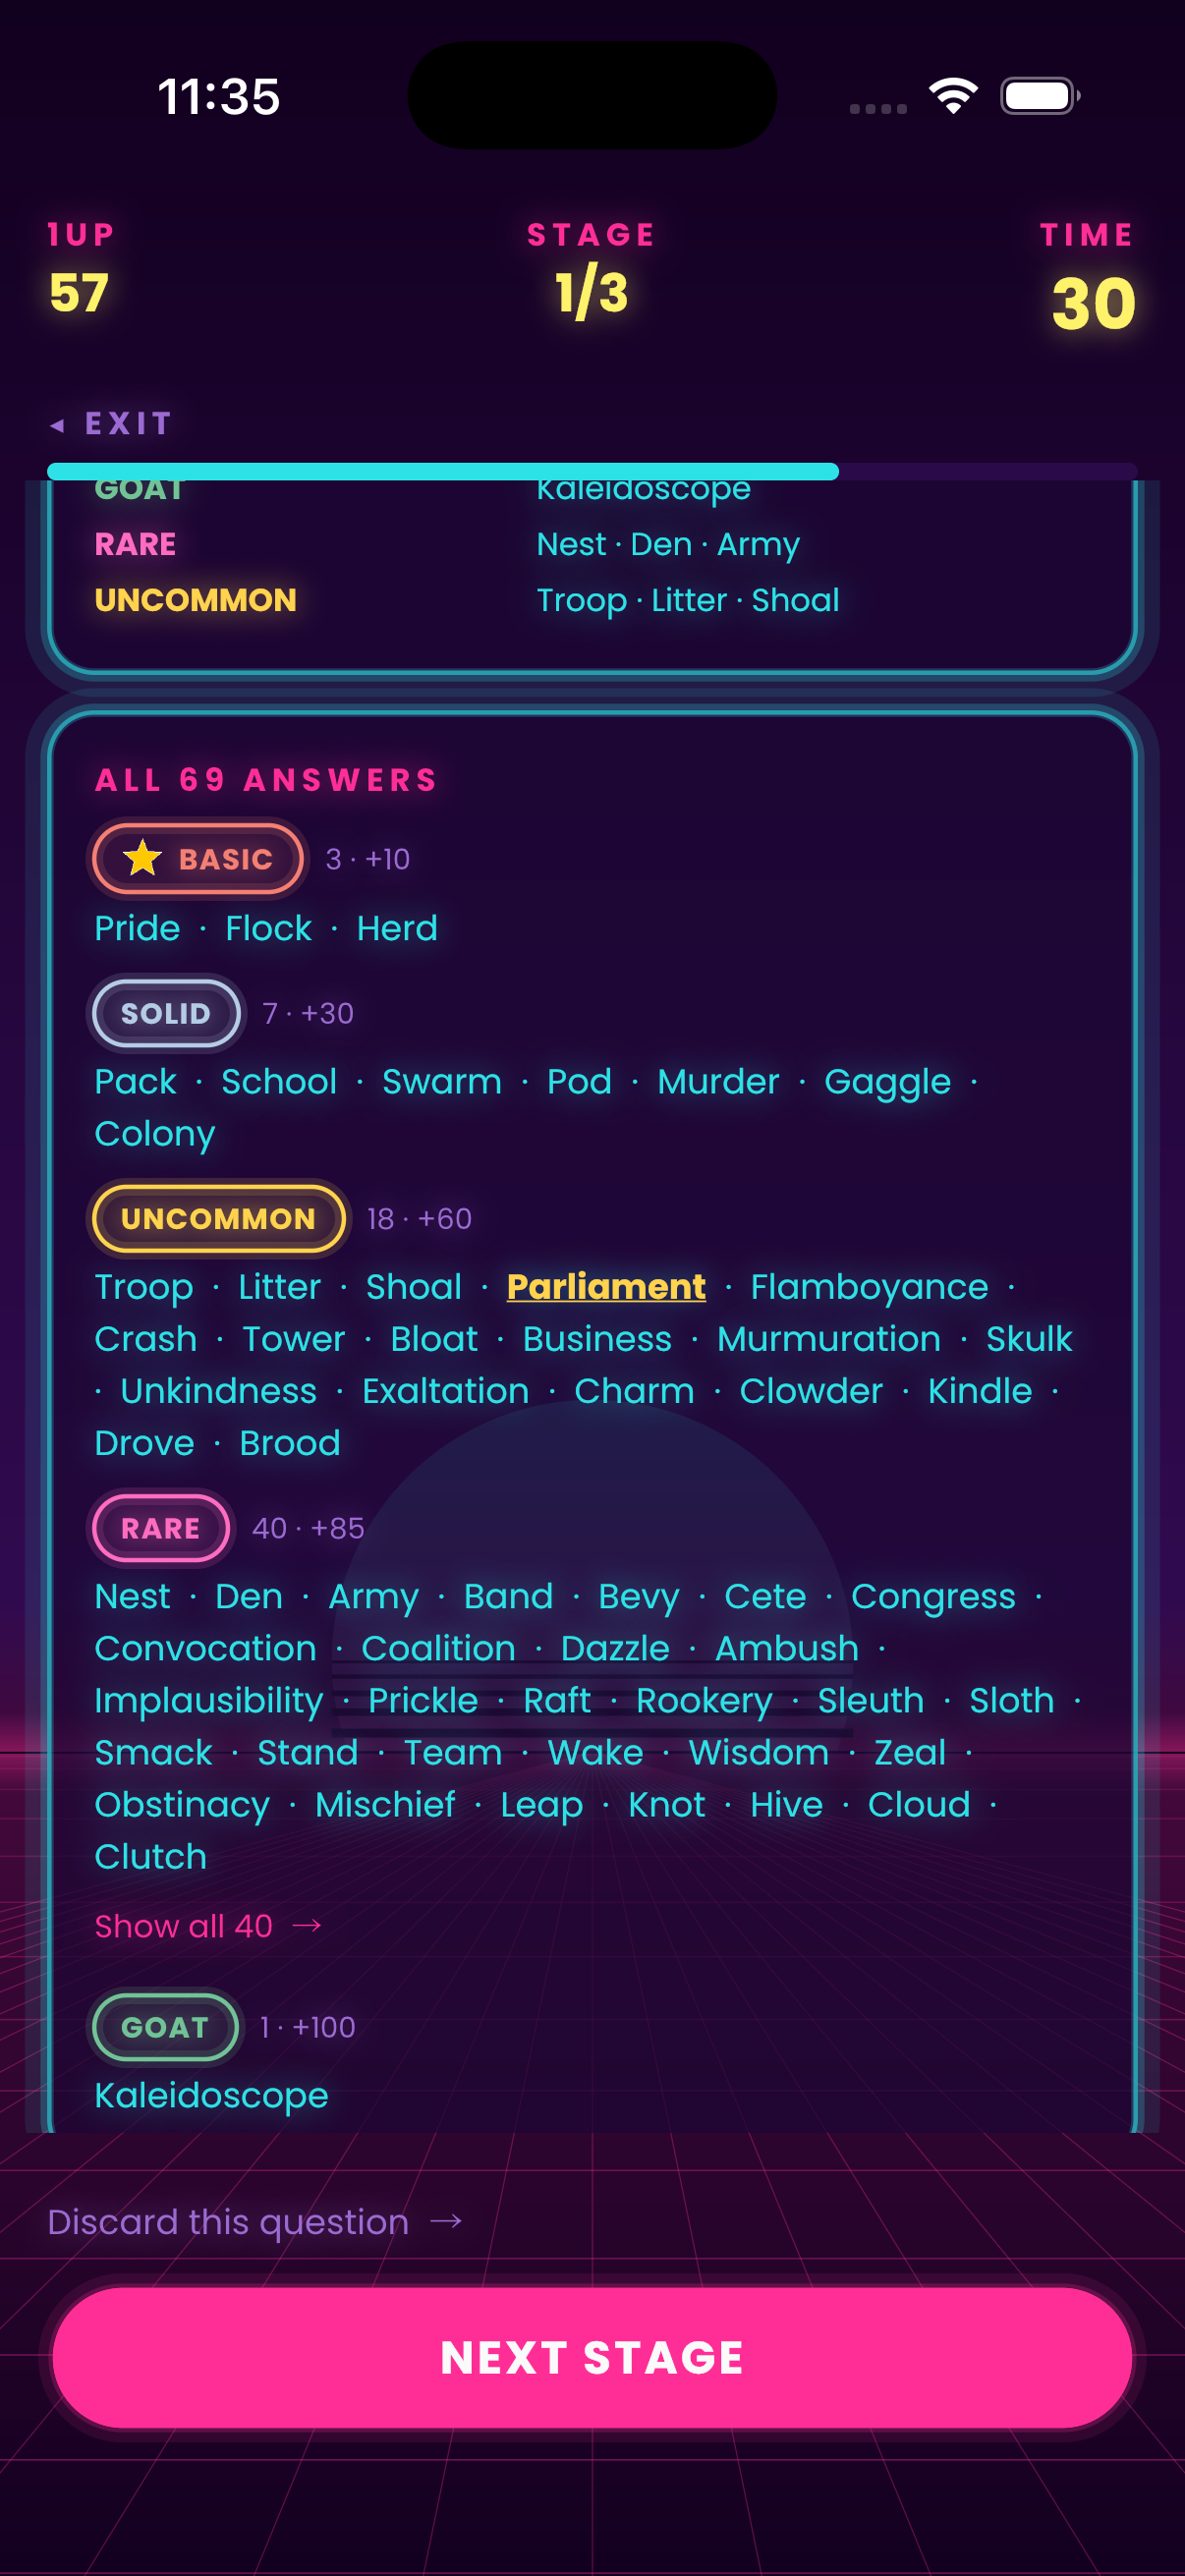 11:35
1UP
STAGE
TIME
57
1/3
30
◂ EXIT
GOAT
Kaleidoscope
RARE
Nest · Den · Army
UNCOMMON
Troop · Litter · Shoal
ALL 69 ANSWERS
⭐ BASIC 3 · +10
Pride · Flock · Herd
SOLID 7 · +30
Pack · School · Swarm · Pod · Murder · Gaggle ·
Colony
UNCOMMON 18 · +60
Troop · Litter · Shoal · Parliament · Flamboyance ·
Crash · Tower · Bloat · Business · Murmuration · Skulk
· Unkindness · Exaltation · Charm · Clowder · Kindle ·
Drove · Brood
RARE 40 · +85
Nest · Den · Army · Band · Bevy · Cete · Congress ·
Convocation · Coalition · Dazzle · Ambush ·
Implausibility · Prickle · Raft · Rookery · Sleuth · Sloth ·
Smack · Stand · Team · Wake · Wisdom · Zeal ·
Obstinacy · Mischief · Leap · Knot · Hive · Cloud ·
Clutch
Show all 40 →
GOAT 1 · +100
Kaleidoscope
Discard this question →
NEXT STAGE